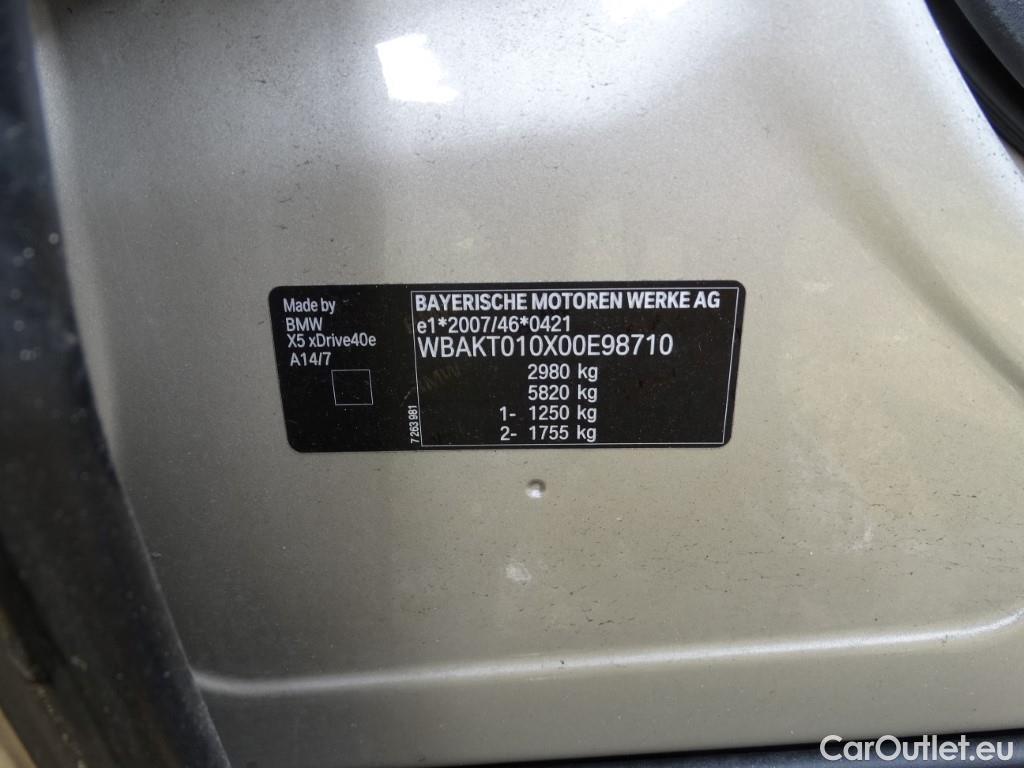 Made by
BMW
X5 xDrive40e
A14/7
7 263 981
BAYERISCHE MOTOREN WERKE AG
e1*2007/46*0421
WBAKT010X00E98710
2980 kg
5820 kg
1- 1250 kg
2- 1755 kg
CarOutlet.eu